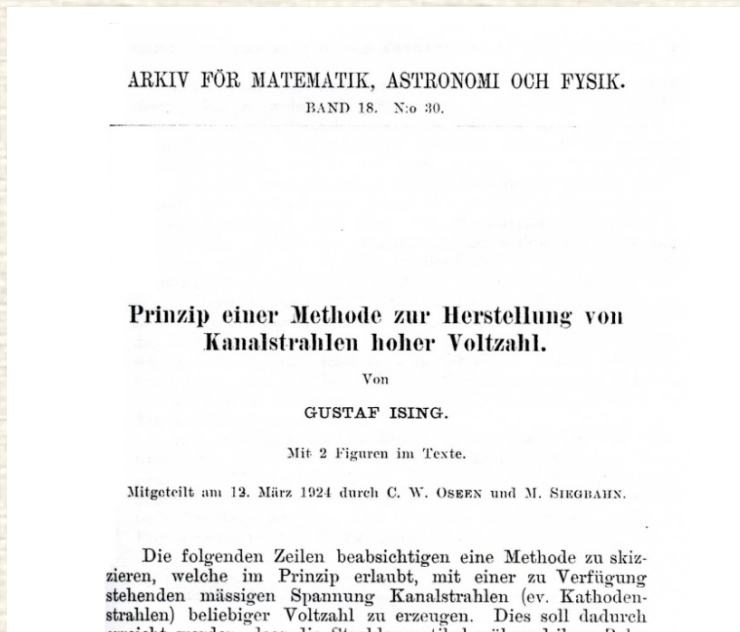 ARKIV FÖR MATEMATIK, ASTRONOMI OCH FYSIK.
BAND 18. N:o 30.
Prinzip einer Methode zur Herstellung von
Kanalstrahlen hoher Voltzahl.
Von
GUSTAF ISING.
Mit 2 Figuren im Texte.
Mitgeteilt am 12. März 1924 durch C. W. OSEEN und M. SIEGBAHN.
Die folgenden Zeilen beabsichtigen eine Methode zu skiz-
zieren, welche im Prinzip erlaubt, mit einer zu Verfügung
stehenden mässigen Spannung Kanalstrahlen (ev. Kathoden-
strahlen) beliebiger Voltzahl zu erzeugen. Dies soll dadurch